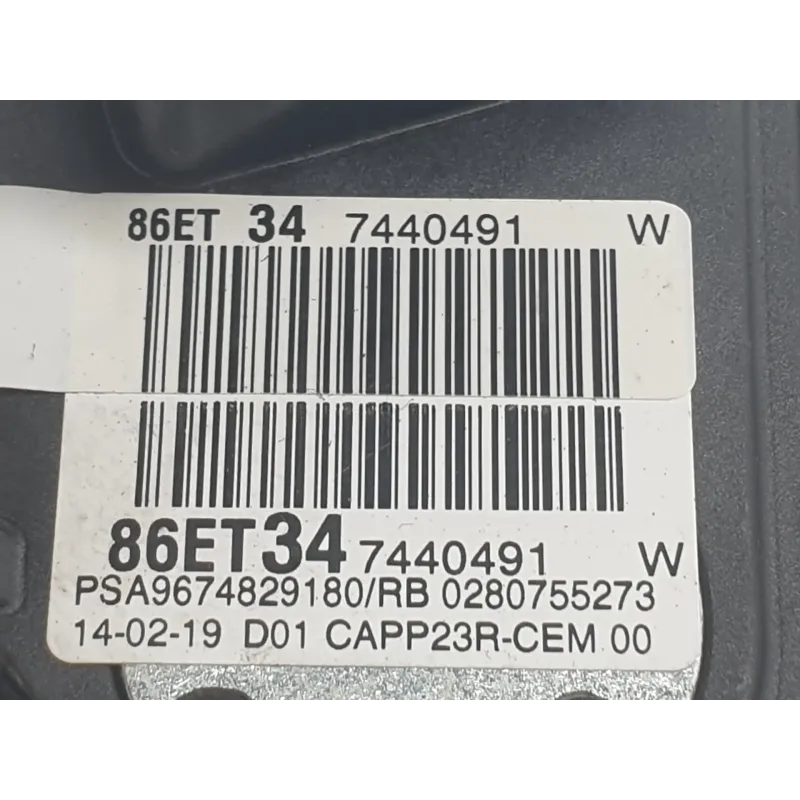 86ET 34 7440491 W
86ET34 7440491 W
PSA9674829180/RB 0280755273
14-02-19 D01 CAPP23R-CEM 00